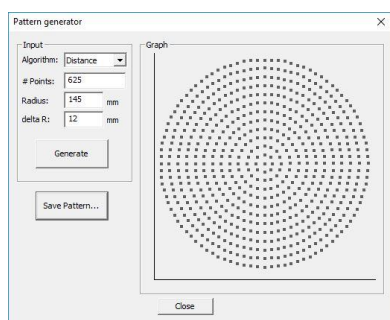 Pattern generator
Input
Algorithm: Distance
# Points: 625
Radius: 145 mm
delta R: 12 mm
Generate
Save Pattern...
Graph
Close